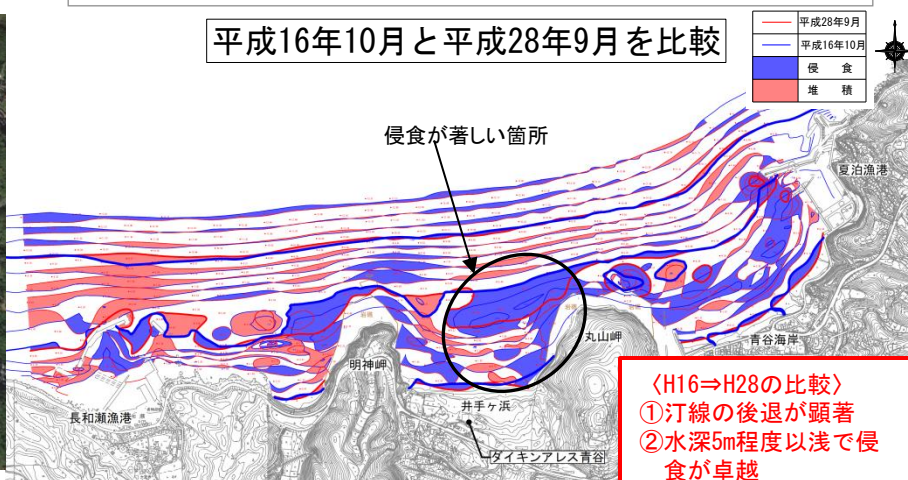 平成16年10月と平成28年9月を比較
平成28年9月
平成16年10月
侵　食
堆　積
侵食が著しい箇所
夏泊漁港
丸山岬
青谷海岸
明神岬
井手ヶ浜
長和瀬漁港
ダイキンアレス青谷
〈H16⇒H28の比較〉
①汀線の後退が顕著
②水深5m程度以浅で侵
食が卓越